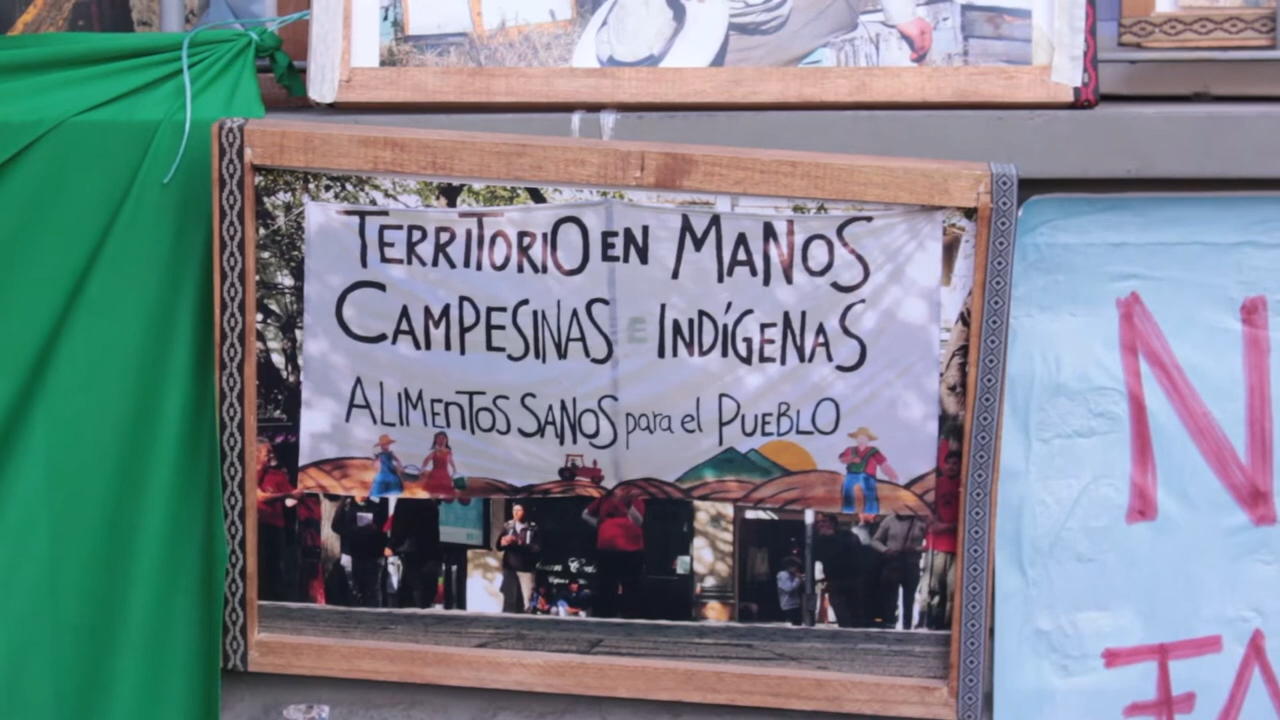 TERRITORIO EN MANOS
CAMPESINAS E INDÍGENAS
ALIMENTOS SANOS para el PUEBLO
N